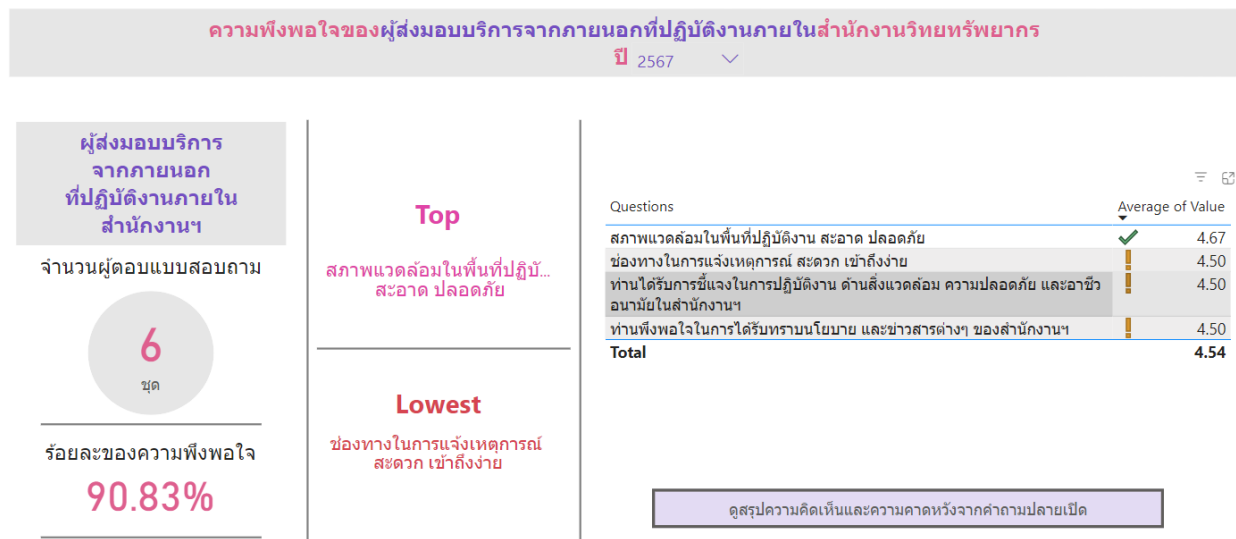 ความพึงพอใจของผู้ส่งมอบบริการจากภายนอกที่ปฏิบัติงานภายในสำนักงานวิทยทรัพยากร
ปี 2567
ผู้ส่งมอบบริการ
จากภายนอก
ที่ปฏิบัติงานภายใน
สำนักงานฯ
จำนวนผู้ตอบแบบสอบถาม
6
ชุด
ร้อยละของความพึงพอใจ
90.83%
Top
สภาพแวดล้อมในพื้นที่ปฏิบั...
สะอาด ปลอดภัย
Lowest
ช่องทางในการแจ้งเหตุการณ์
สะดวก เข้าถึงง่าย
Questions Average of Value
สภาพแวดล้อมในพื้นที่ปฏิบัติงาน สะอาด ปลอดภัย 4.67
ช่องทางในการแจ้งเหตุการณ์ สะดวก เข้าถึงง่าย 4.50
ท่านได้รับการชี้แจงในการปฏิบัติงาน ด้านสิ่งแวดล้อม ความปลอดภัย และอาชีว 4.50
อนามัยในสำนักงานฯ
ท่านพึงพอใจในการได้รับทราบนโยบาย และข่าวสารต่างๆ ของสำนักงานฯ 4.50
Total 4.54
ดูสรุปความคิดเห็นและความคาดหวังจากคำถามปลายเปิด